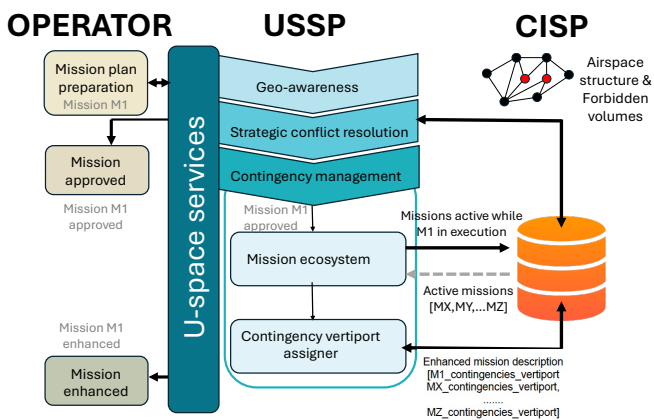 OPERATOR
USSP
CISP
Mission plan
preparation
Mission M1
Mission
approved
Mission M1
approved
Mission M1
enhanced
Mission
enhanced
U-space services
Geo-awareness
Strategic conflict resolution
Contingency management
Mission M1
approved
Mission ecosystem
Contingency vertiport
assigner
Airspace
structure &
Forbidden
volumes
Missions active while
M1 in execution
Active missions
[MX,MY,...MZ]
Enhanced mission description
[M1_contingencies_vertiport
MX_contingencies_vertiport,
.......
MZ_contingencies_vertiport]